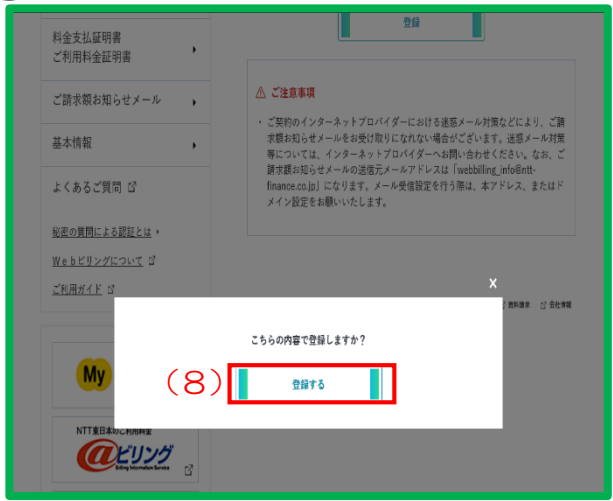 料金支払証明書
ご利用料金証明書
ご請求額お知らせメール
基本情報
よくあるご質問
秘密の質問による認証とは
Webビリングについて
ご利用ガイド
登録
ご注意事項
・ ご契約のインターネットプロバイダーにおける迷惑メール対策などにより、ご請
求額お知らせメールをお受け取りになれない場合がございます。迷惑メール対策
等については、インターネットプロバイダーへお問い合わせください。なお、ご
請求額お知らせメールの送信元メールアドレスは「webbilling_info@ntt-
finance.co.jp」になります。メール受信設定を行う際は、本アドレス、またはド
メイン設定をお願いいたします。
資料請求 会社情報
X
こちらの内容で登録しますか？
(8) 登録する
My
NTT東日本のご利用料金
@ビリング
Billing Information Service